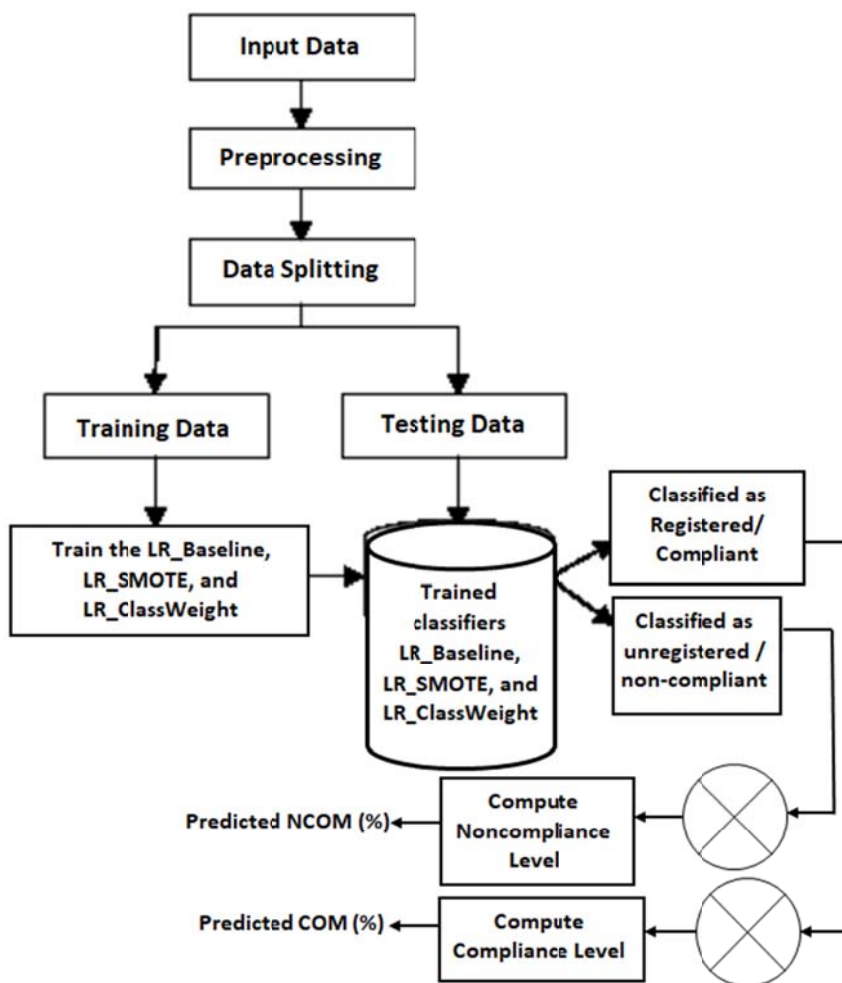 Input Data
Preprocessing
Data Splitting
Training Data
Testing Data
Train the LR_Baseline,
LR_SMOTE, and
LR_ClassWeight
Trained
classifiers
LR_Baseline,
LR_SMOTE, and
LR_ClassWeight
Classified as
Registered/
Compliant
Classified as
unregistered /
non-compliant
Compute
Noncompliance
Level
Predicted NCOM (%)
Compute
Compliance Level
Predicted COM (%)